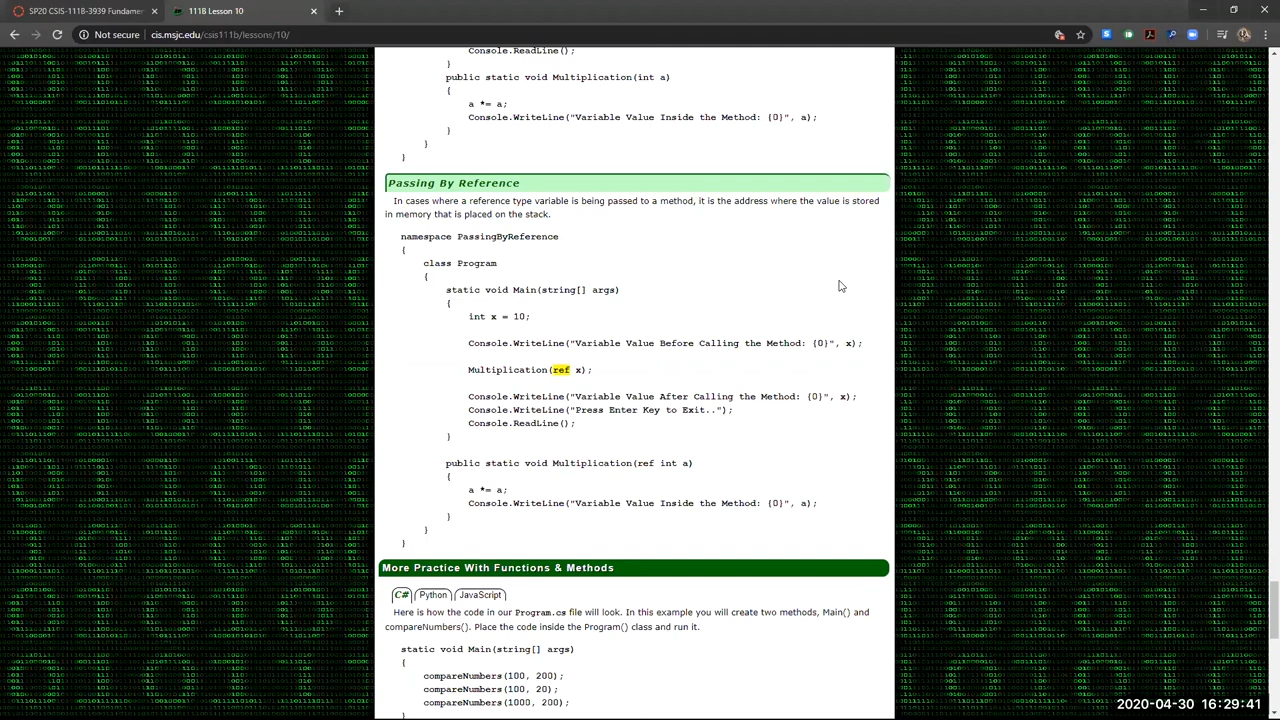 SP20 CSIS-111B-3939 Fundamen
111B Lesson 10
Not secure
cis.msjc.edu/cis111b/lessons/10/
Console.ReadLine();
}
public static void Multiplication(int a)
{
a *= a;
Console.WriteLine("Variable Value Inside the Method: {0}", a);
}
}
}
Passing By Reference
In cases where a reference type variable is being passed to a method, it is the address where the value is stored
in memory that is placed on the stack.
namespace PassingByReference
{
class Program
{
static void Main(string[] args)
{
int x = 10;
Console.WriteLine("Variable Value Before Calling the Method: {0}", x);
Multiplication(ref x);
Console.WriteLine("Variable Value After Calling the Method: {0}", x);
Console.WriteLine("Press Enter Key to Exit..");
Console.ReadLine();
}
public static void Multiplication(ref int a)
{
a *= a;
Console.WriteLine("Variable Value Inside the Method: {0}", a);
}
}
More Practice With Functions & Methods
C# Python JavaScript
Here is how the code in our Program.cs file will look. In this example you will create two methods, Main() and
compareNumbers(). Place the code inside the Program() class and run it.
static void Main(string[] args)
{
compareNumbers(100, 200);
compareNumbers(100, 20);
compareNumbers(1000, 200);
}
2020-04-30 16:29:41